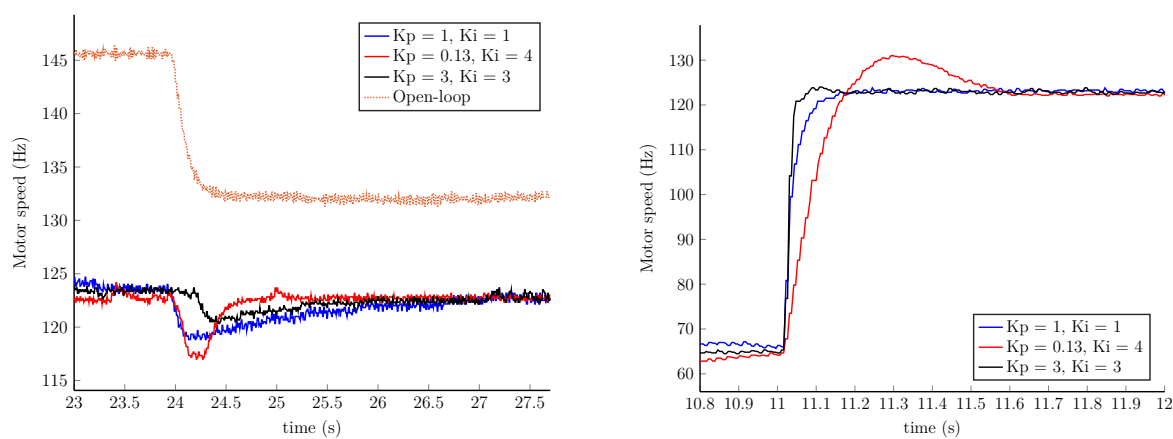 145
140
135
130
125
120
115
Motor speed (Hz)
23 23.5 24 24.5 25 25.5 26 26.5 27 27.5
time (s)
Kp = 1, Ki = 1
Kp = 0.13, Ki = 4
Kp = 3, Ki = 3
Open-loop
130
120
110
100
90
80
70
60
Motor speed (Hz)
10.8 10.9 11 11.1 11.2 11.3 11.4 11.5 11.6 11.7 11.8 11.9 12
time (s)
Kp = 1, Ki = 1
Kp = 0.13, Ki = 4
Kp = 3, Ki = 3